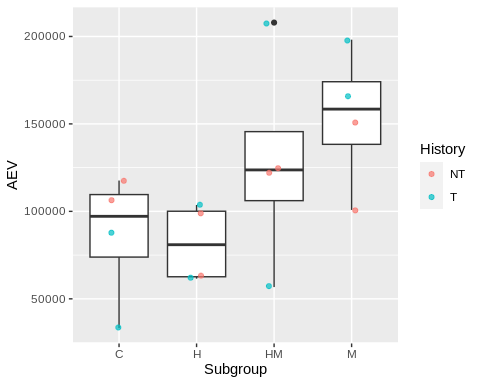 200000
150000
100000
50000
AEV
C H HM M
Subgroup
History
NT
T